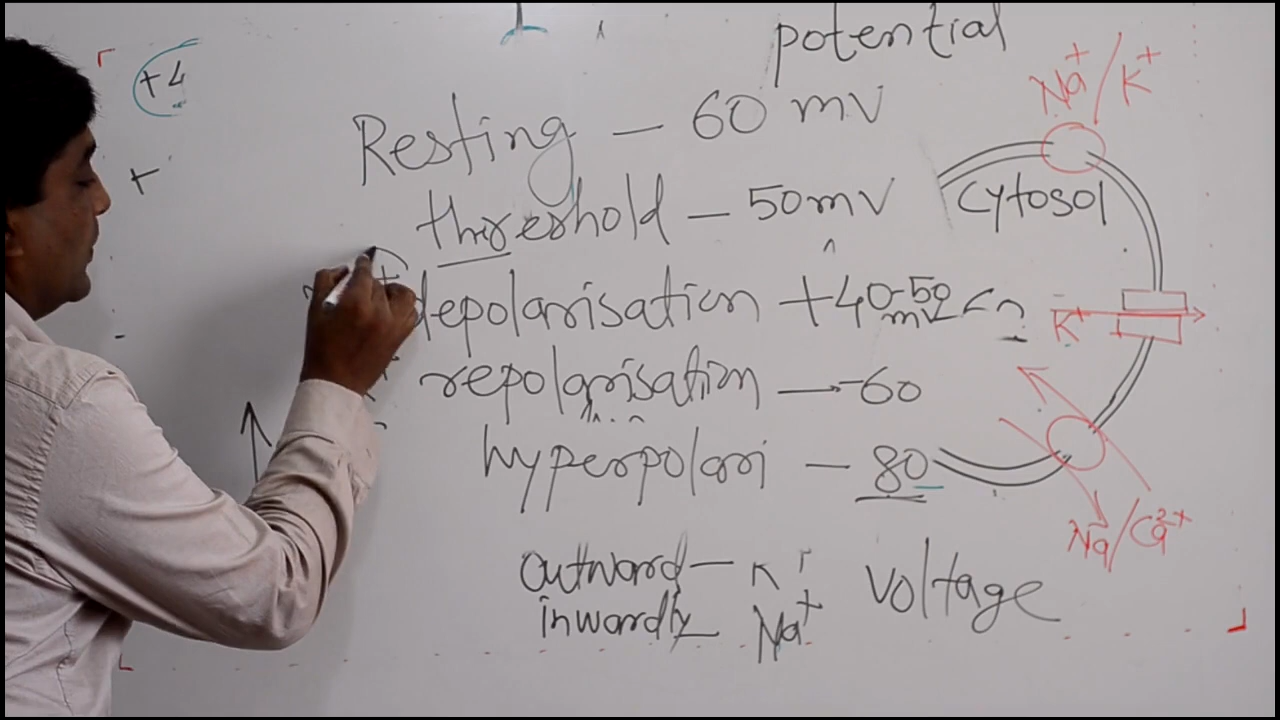 potential
+4
Na+/K+
Resting – 60 mV
+
Cytosol
threshold – 50mV
depolarisation +40-50 mV
K+
repolarisation – -60
hyperpolari – 80
Na/Ca2+
outward – K+
voltage
inwardly – Na+